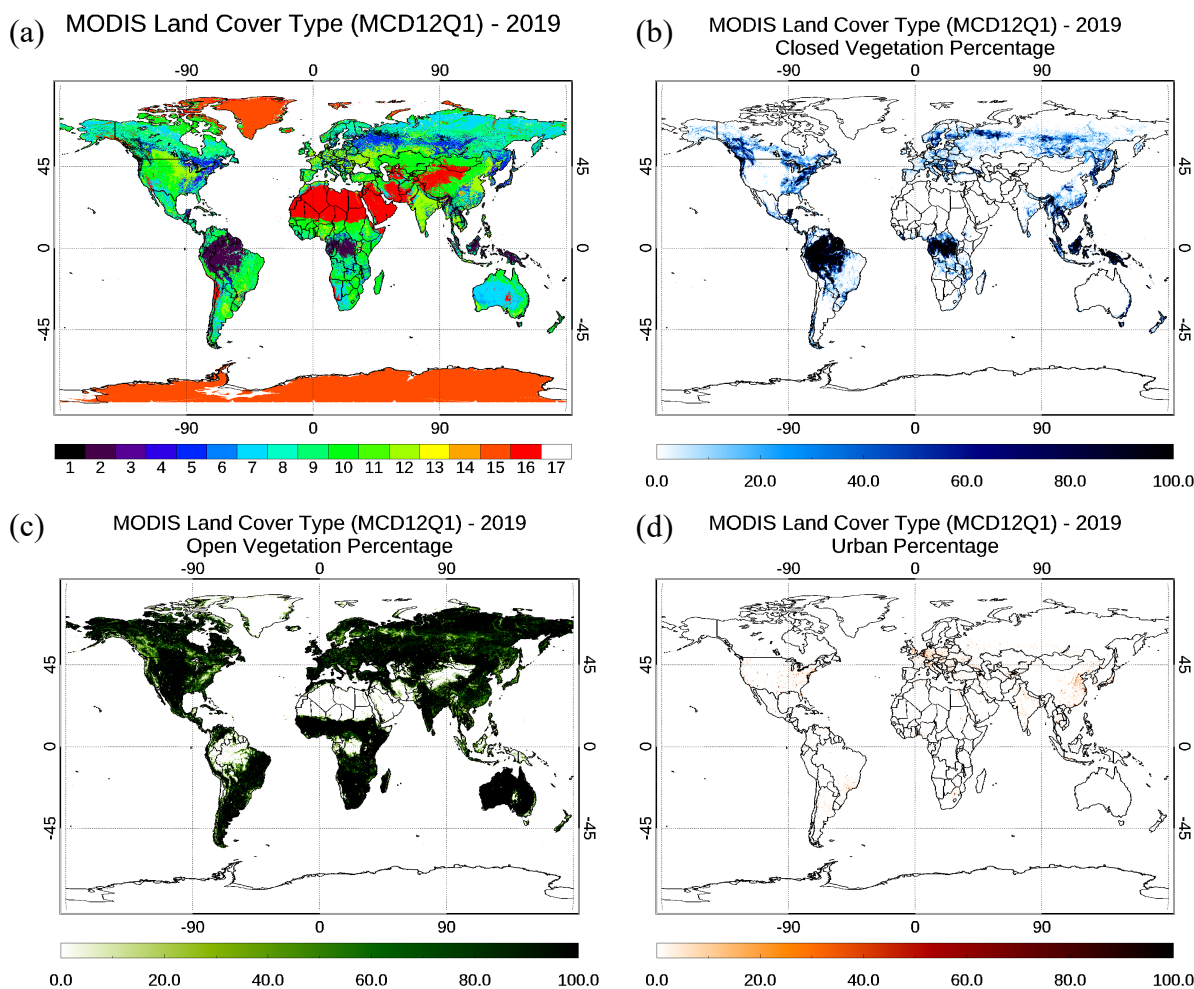 (a) MODIS Land Cover Type (MCD12Q1) - 2019
-90 0 90
45 45
0 0
-45 -45
-90 0 90
1 2 3 4 5 6 7 8 9 10 11 12 13 14 15 16 17
(b) MODIS Land Cover Type (MCD12Q1) - 2019
Closed Vegetation Percentage
-90 0 90
45 45
0 0
-45 -45
-90 0 90
0.0 20.0 40.0 60.0 80.0 100.0
(c) MODIS Land Cover Type (MCD12Q1) - 2019
Open Vegetation Percentage
-90 0 90
45 45
0 0
-45 -45
-90 0 90
0.0 20.0 40.0 60.0 80.0 100.0
(d) MODIS Land Cover Type (MCD12Q1) - 2019
Urban Percentage
-90 0 90
45 45
0 0
-45 -45
-90 0 90
0.0 20.0 40.0 60.0 80.0 100.0